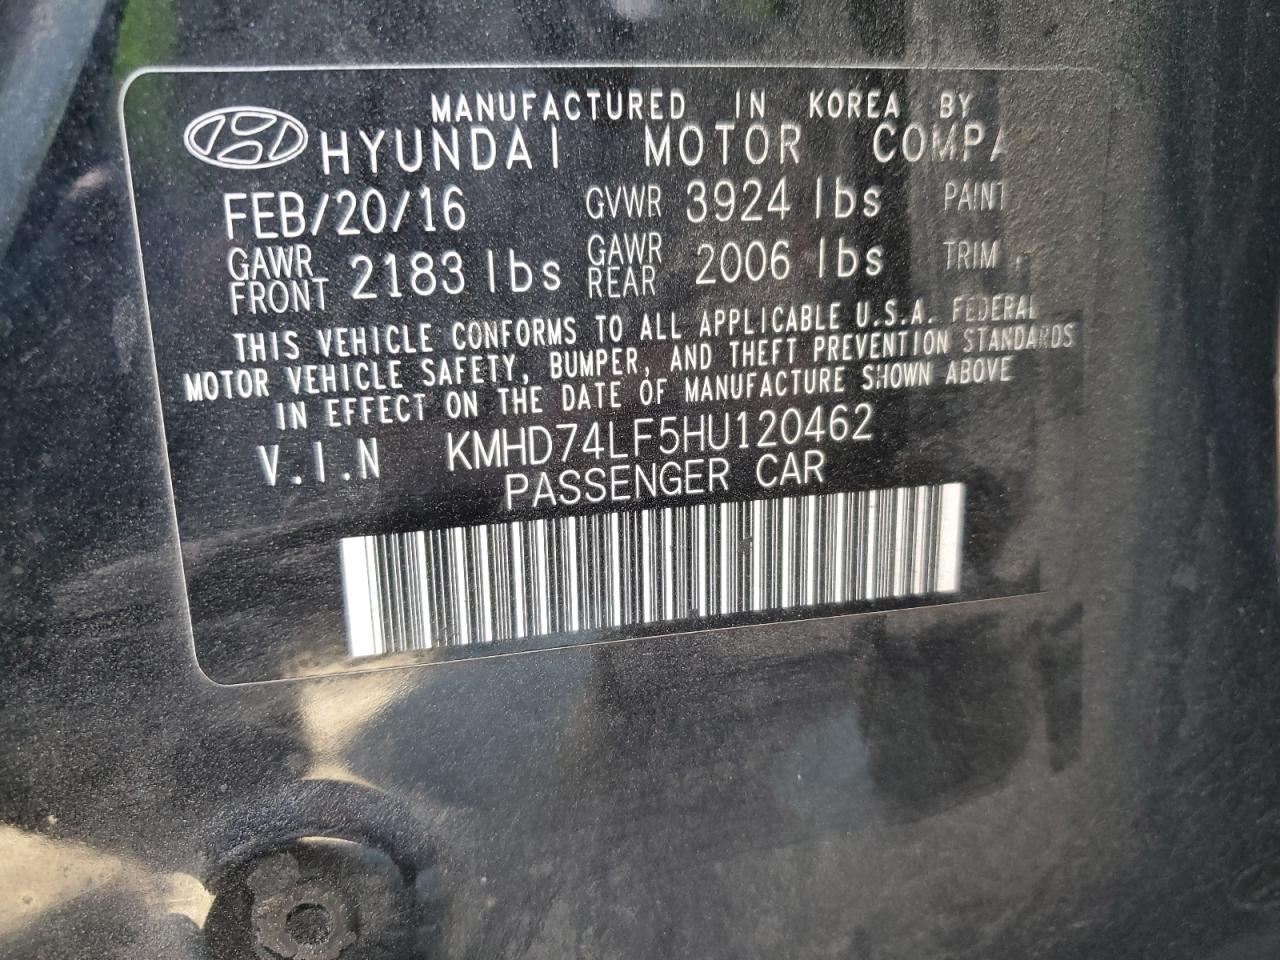 MANUFACTURED IN KOREA BY
HYUNDAI MOTOR
FEB/20/16 GVWR 3924 lbs PAINT
GAWR FRONT 2183 lbs GAWR REAR 2006 lbs TRIM
THIS VEHICLE CONFORMS TO ALL APPLICABLE U.S.A. FEDERAL
MOTOR VEHICLE SAFETY, BUMPER, AND THEFT PREVENTION STANDARDS
IN EFFECT ON THE DATE OF MANUFACTURE SHOWN ABOVE
V.I.N KMHD74LF5HU120462
PASSENGER CAR